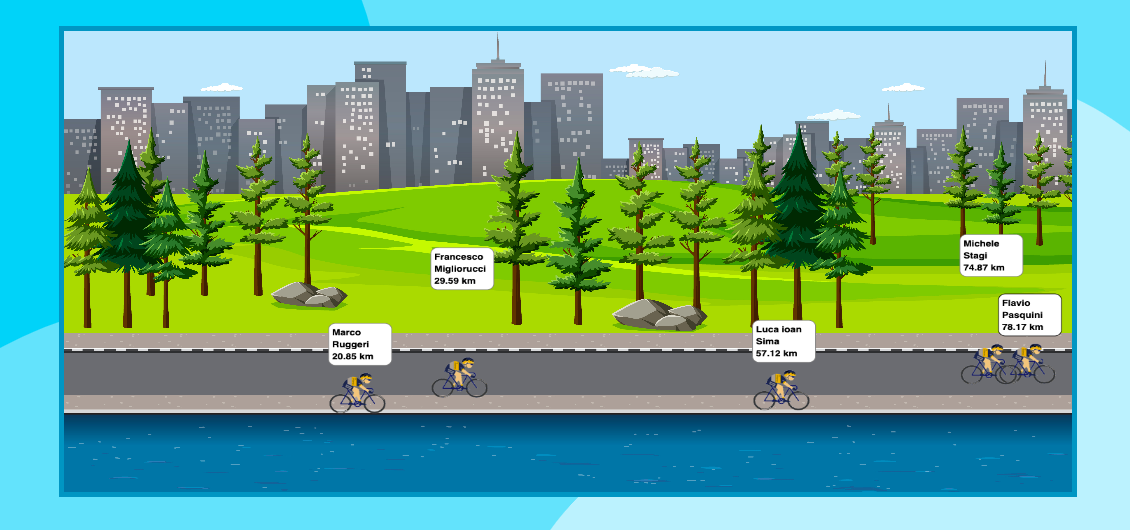 Francesco
Migliorucci
29.59 km
Michele
Stagi
74.87 km
Flavio
Pasquini
78.17 km
Marco
Ruggeri
20.85 km
Luca ioan
Sima
57.12 km